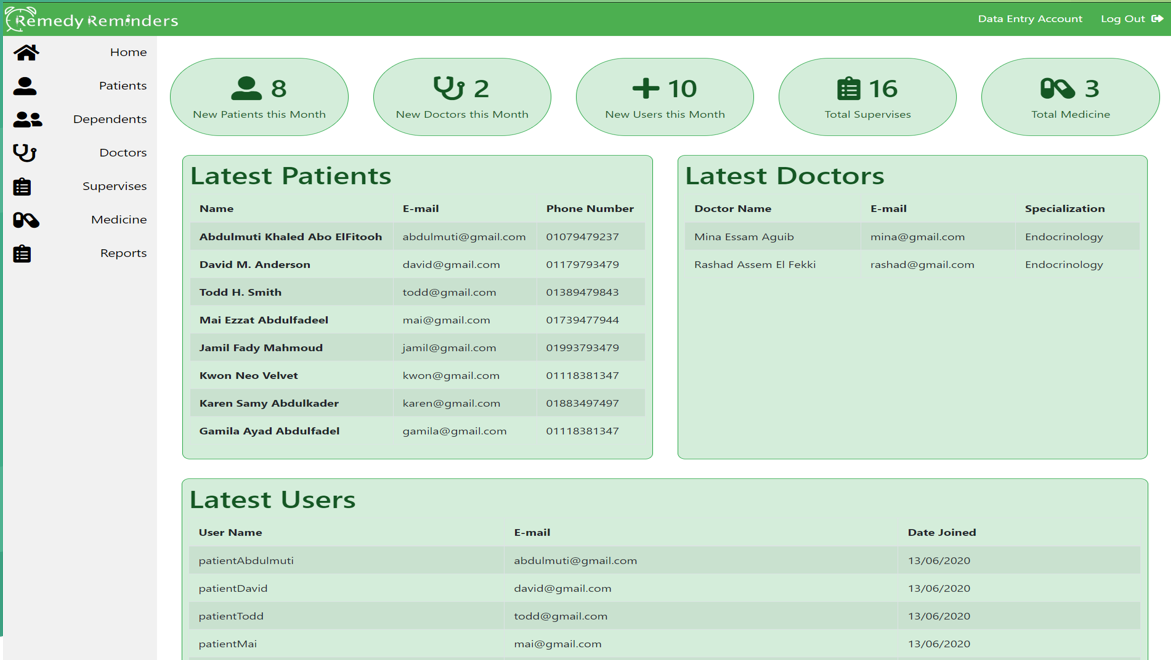 Remedy Reminders
Data Entry Account Log Out
Home
Patients
Dependents
Doctors
Supervises
Medicine
Reports
8
New Patients this Month
2
New Doctors this Month
10
New Users this Month
16
Total Supervises
3
Total Medicine
Latest Patients
Name E-mail Phone Number
Abdulmuti Khaled Abo ElFitooh abdulmuti@gmail.com 01079479237
David M. Anderson david@gmail.com 01179793479
Todd H. Smith todd@gmail.com 01389479843
Mai Ezzat Abdulfadeel mai@gmail.com 01739477944
Jamil Fady Mahmoud jamil@gmail.com 01993793479
Kwon Neo Velvet kwon@gmail.com 01118381347
Karen Samy Abdulkader karen@gmail.com 01883497497
Gamila Ayad Abdulfadel gamila@gmail.com 01118381347
Latest Doctors
Doctor Name E-mail Specialization
Mina Essam Aguib mina@gmail.com Endocrinology
Rashad Assem El Fekki rashad@gmail.com Endocrinology
Latest Users
User Name E-mail Date Joined
patientAbdulmuti abdulmuti@gmail.com 13/06/2020
patientDavid david@gmail.com 13/06/2020
patientTodd todd@gmail.com 13/06/2020
patientMai mai@gmail.com 13/06/2020